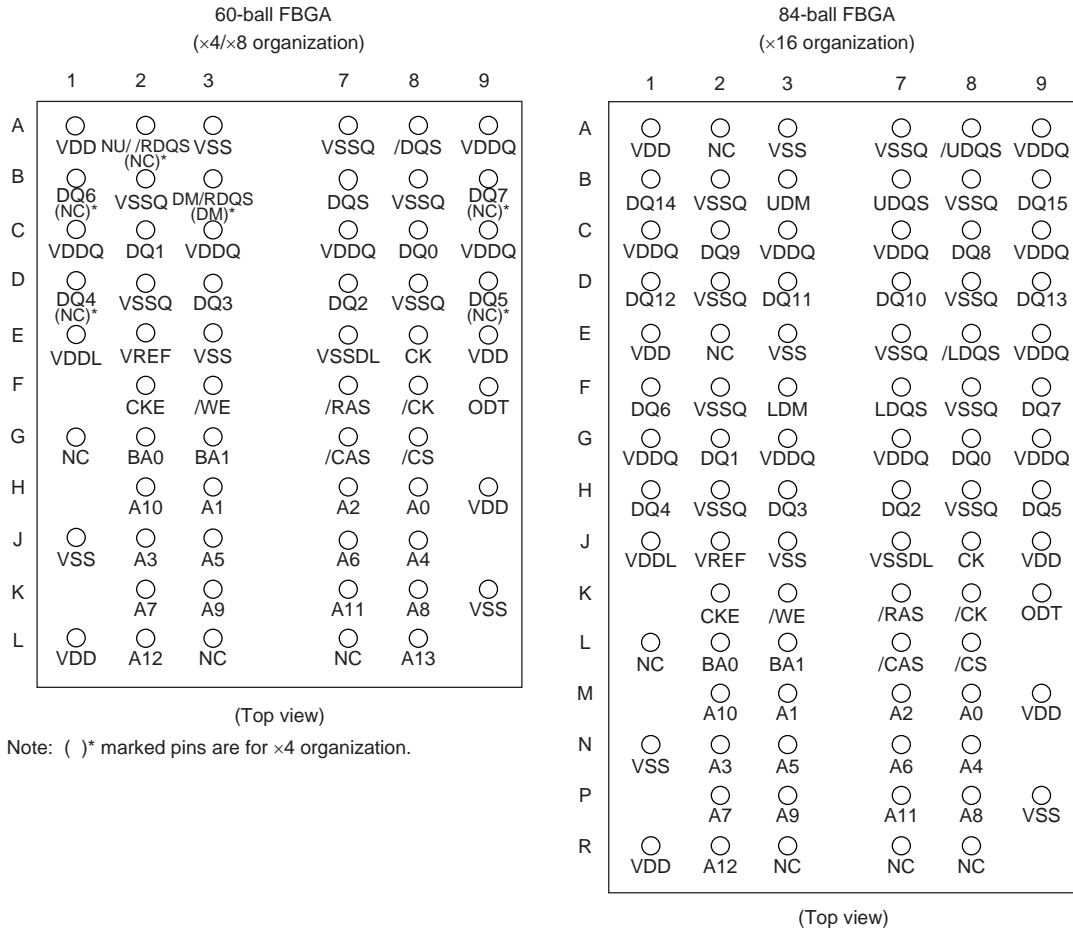 60-ball FBGA
(×4/×8 organization)
1 2 3 7 8 9
A
VDD NU/ /RDQS VSS VSSQ /DQS VDDQ
(NC)*
B
DQ6 VSSQ DM/RDQS DQS VSSQ DQ7
(NC)* (DM)* (NC)*
C
VDDQ DQ1 VDDQ VDDQ DQ0 VDDQ
D
DQ4 VSSQ DQ3 DQ2 VSSQ DQ5
(NC)* (NC)*
E
VDDL VREF VSS VSSDL CK VDD
F
CKE /WE /RAS /CK ODT
G
NC BA0 BA1 /CAS /CS
H
A10 A1 A2 A0 VDD
J
VSS A3 A5 A6 A4
K
A7 A9 A11 A8 VSS
L
VDD A12 NC NC A13
(Top view)
Note: ( )* marked pins are for ×4 organization.
84-ball FBGA
(×16 organization)
1 2 3 7 8 9
A
VDD NC VSS VSSQ /UDQS VDDQ
B
DQ14 VSSQ UDM UDQS VSSQ DQ15
C
VDDQ DQ9 VDDQ VDDQ DQ8 VDDQ
D
DQ12 VSSQ DQ11 DQ10 VSSQ DQ13
E
VDD NC VSS VSSQ /LDQS VDDQ
F
DQ6 VSSQ LDM LDQS VSSQ DQ7
G
VDDQ DQ1 VDDQ VDDQ DQ0 VDDQ
H
DQ4 VSSQ DQ3 DQ2 VSSQ DQ5
J
VDDL VREF VSS VSSDL CK VDD
K
CKE /WE /RAS /CK ODT
L
NC BA0 BA1 /CAS /CS
M
A10 A1 A2 A0 VDD
N
VSS A3 A5 A6 A4
P
A7 A9 A11 A8 VSS
R
VDD A12 NC NC NC
(Top view)